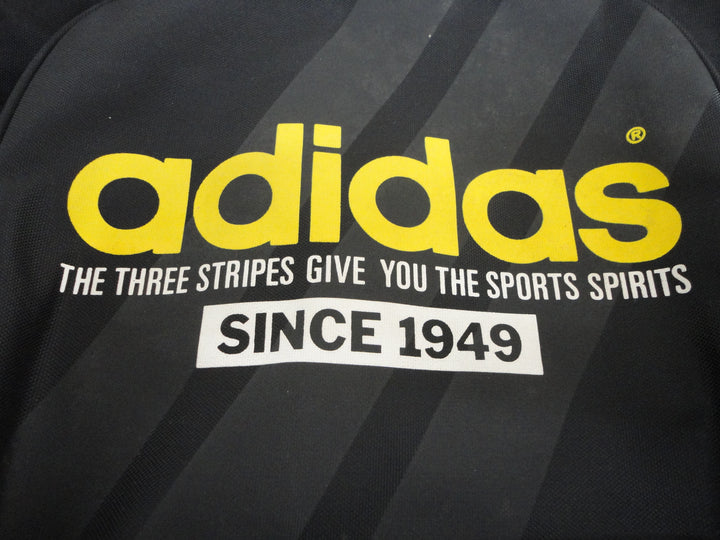 adidas®
THE THREE STRIPES GIVE YOU THE SPORTS SPIRITS
SINCE 1949